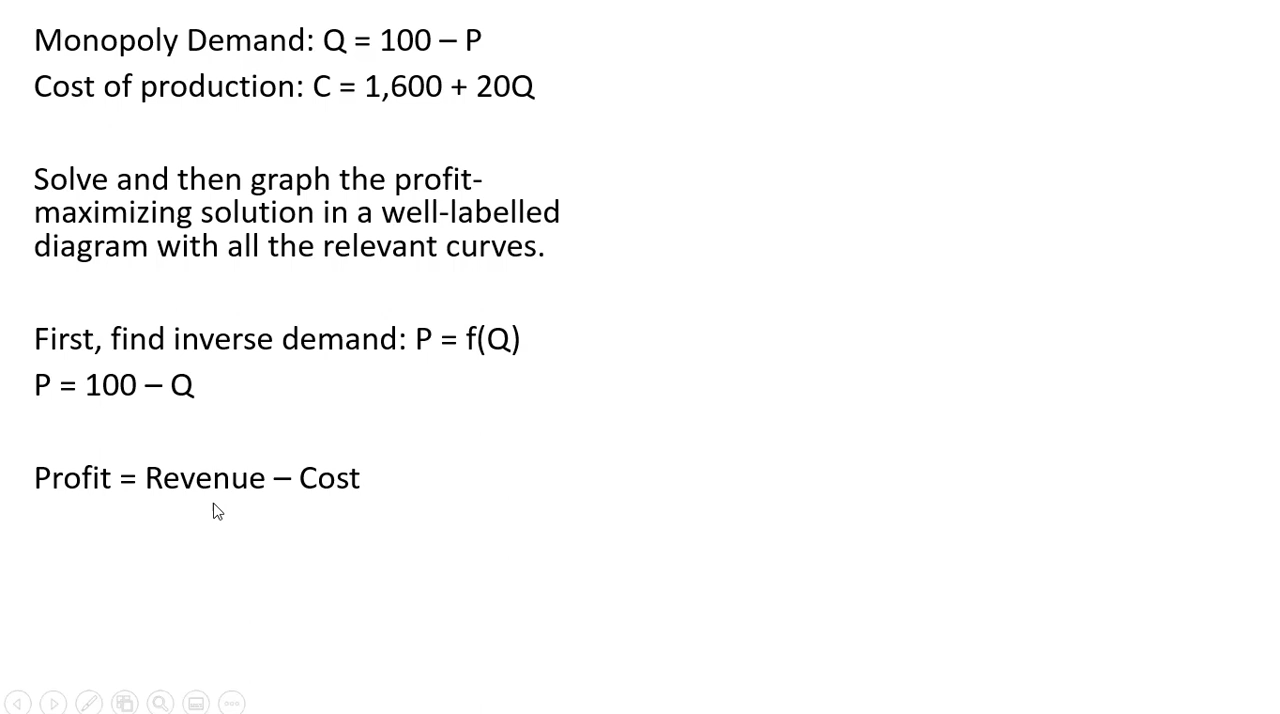 Monopoly Demand: Q = 100 – P
Cost of production: C = 1,600 + 20Q
Solve and then graph the profit-
maximizing solution in a well-labelled
diagram with all the relevant curves.
First, find inverse demand: P = f(Q)
P = 100 – Q
Profit = Revenue – Cost